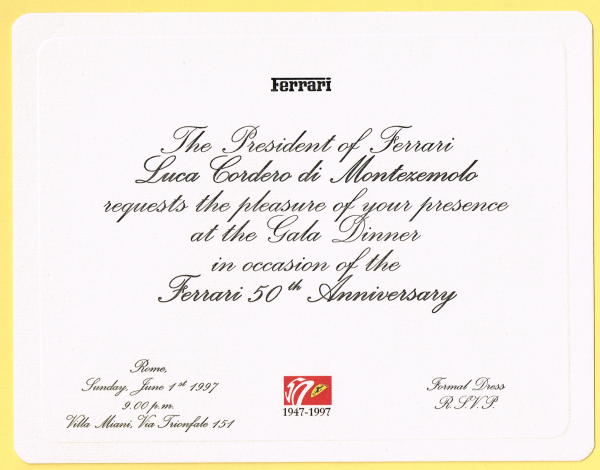 Ferrari
The President of Ferrari
Luca Cordero di Montezemolo
requests the pleasure of your presence
at the Gala Dinner
in occasion of the
Ferrari 50th Anniversary
Rome,
Sunday, June 1st 1997
9.00 p.m.
Villa Miani, Via Trionfale 151
1947-1997
Formal Dress
R.S.V.P.